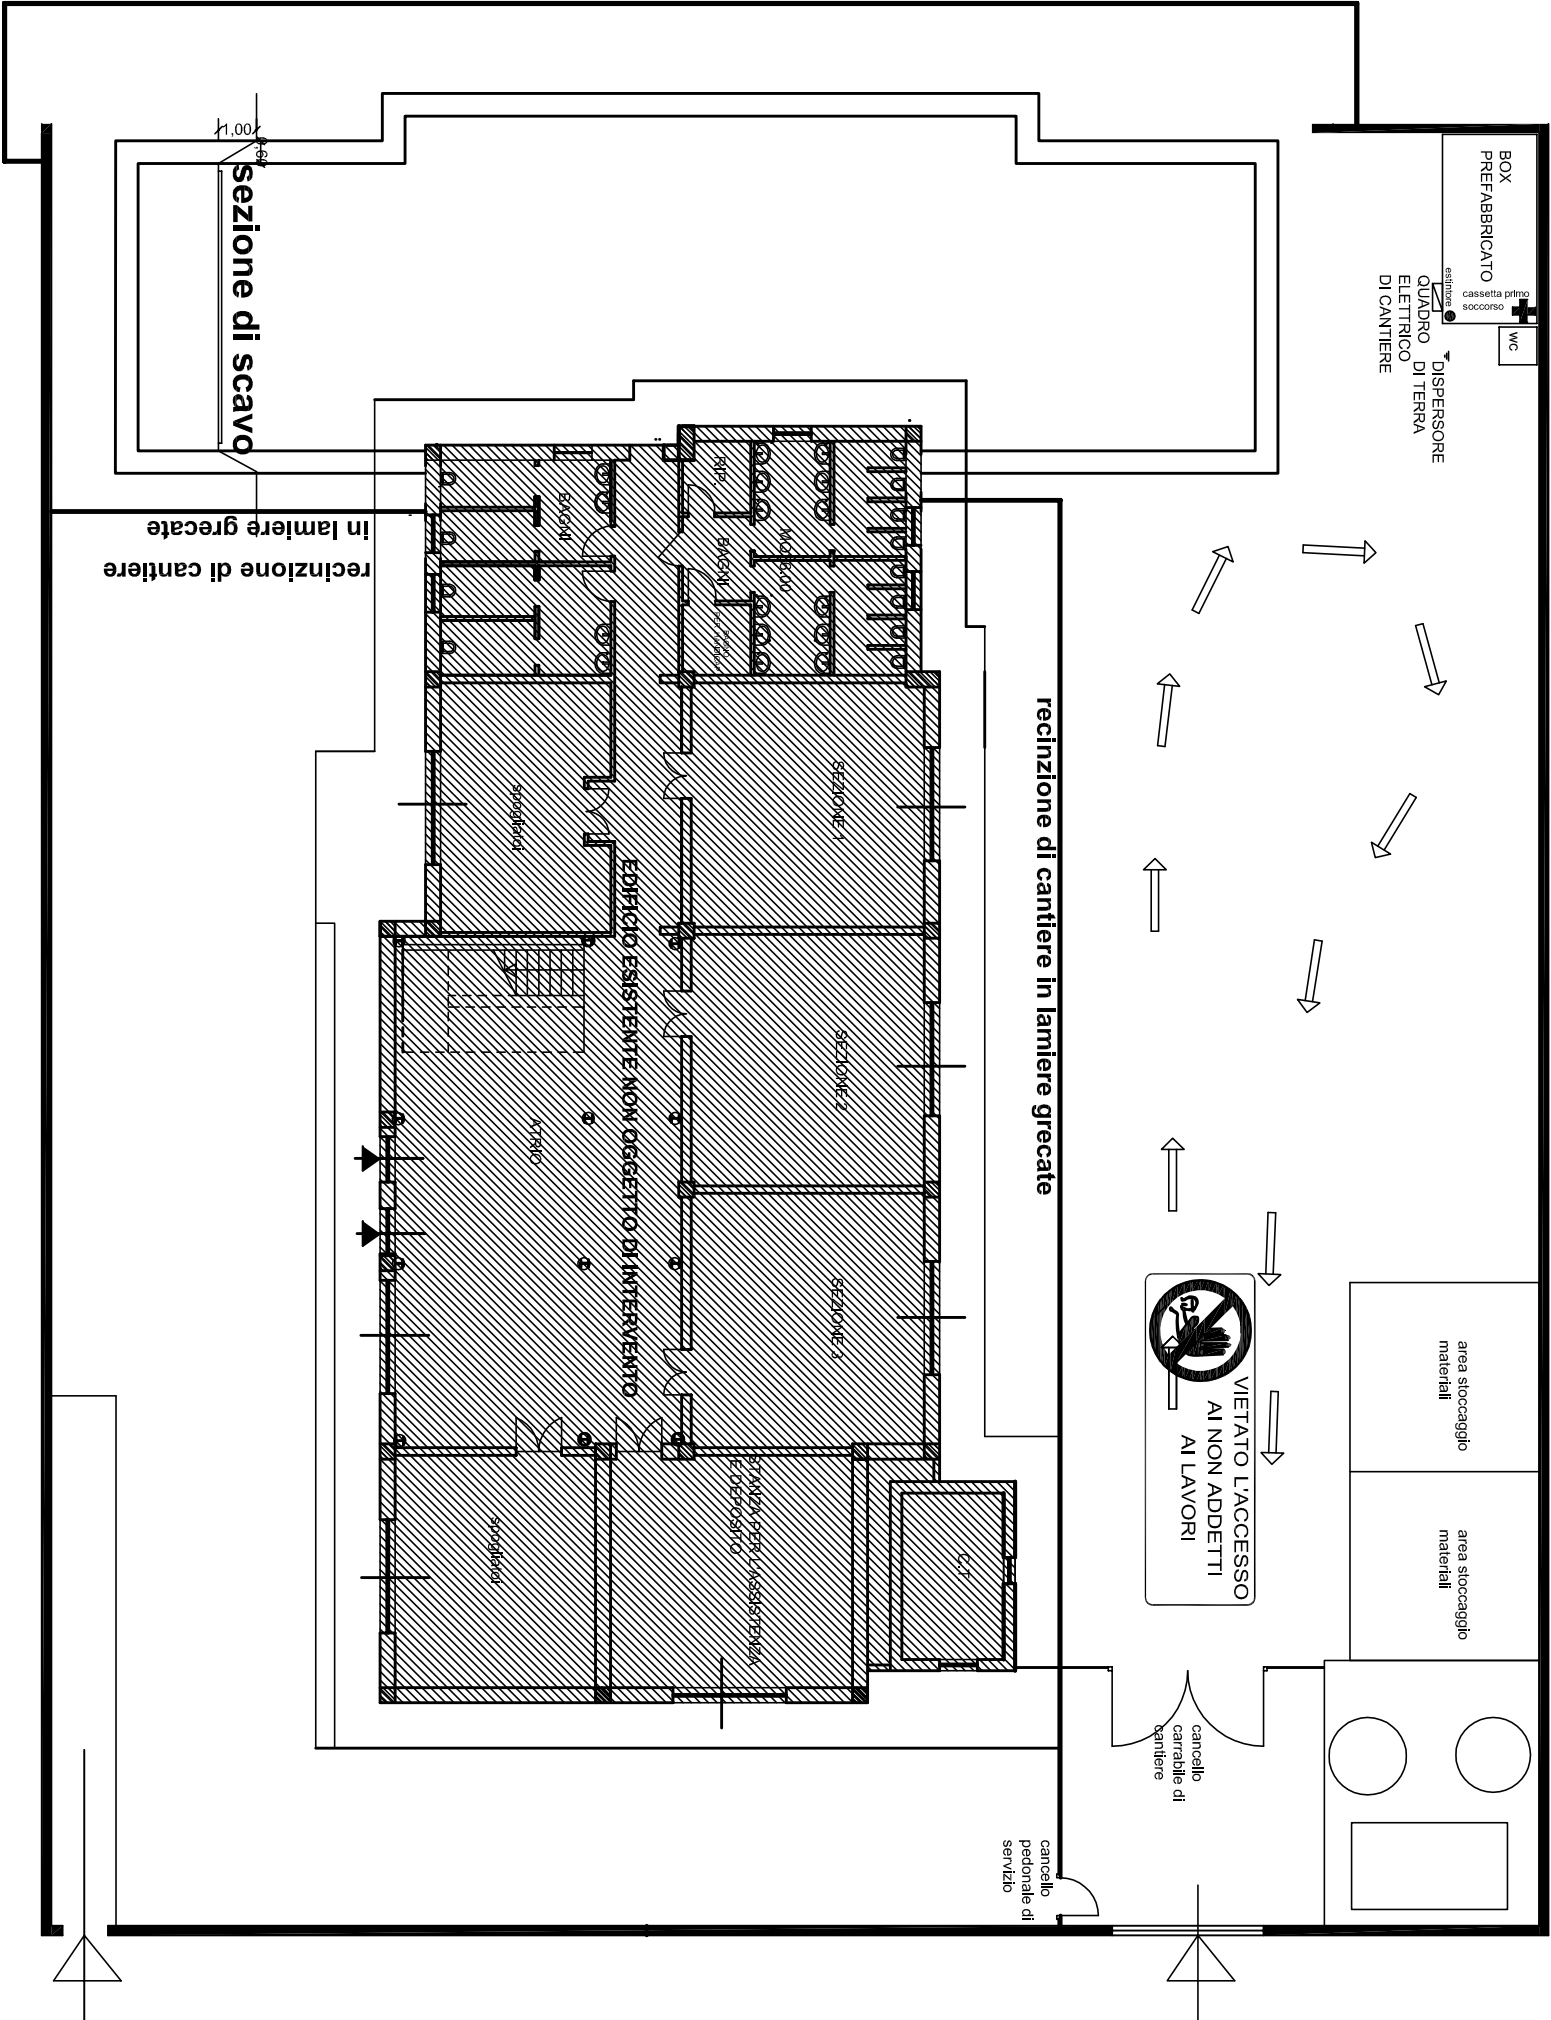 BOX
PREFABBRICATO
cassetta primo
soccorso
estintore
wc
QUADRO
ELETTRICO
DI CANTIERE
DISPERSORE
DI TERRA
1,00
sezione di scavo
recinzione di cantiere
in lamiere grecate
BAGNI
RIP.
BAGNI
spogliatoi
SEZIONE 1
SEZIONE 2
SEZIONE 3
EDIFICIO ESISTENTE NON OGGETTO DI INTERVENTO
ATRIO
recinzione di cantiere in lamiere grecate
spogliatoi
STANZA PER L'ASSISTENZA
E DEPOSITO
C.T.
VIETATO L'ACCESSO
AI NON ADDETTI
AI LAVORI
area stoccaggio
materiali
area stoccaggio
materiali
cancello
carrabile di
cantiere
cancello
pedonale di
servizio